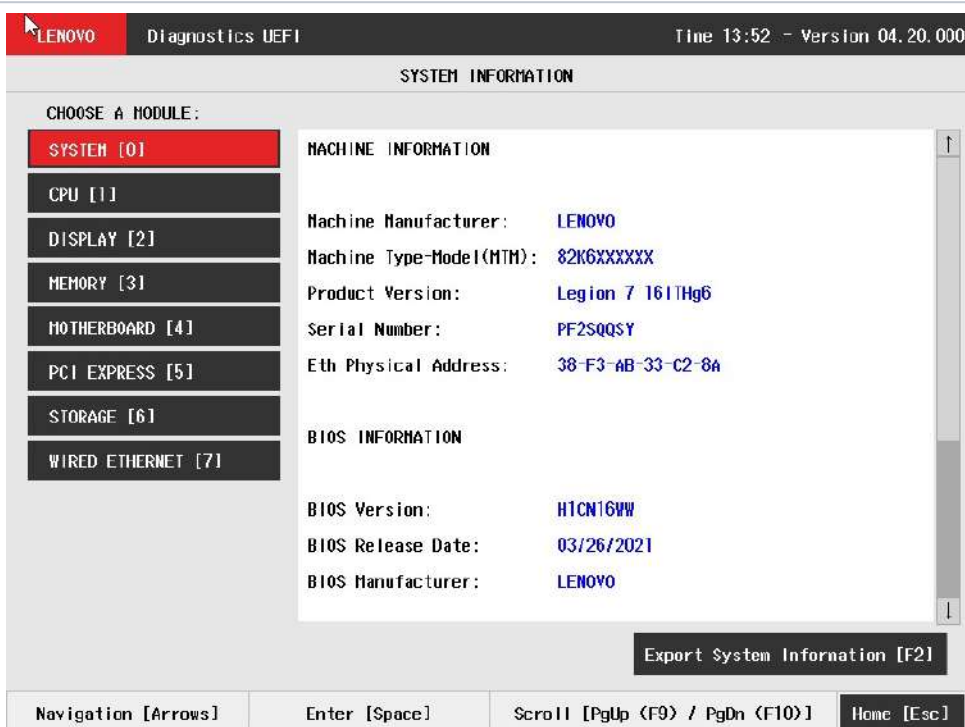 LENOVO Diagnostics UEFI Time 13:52 - Version 04.20.000
SYSTEM INFORMATION
CHOOSE A MODULE:
SYSTEM [0]
CPU [1]
DISPLAY [2]
MEMORY [3]
MOTHERBOARD [4]
PCI EXPRESS [5]
STORAGE [6]
WIRED ETHERNET [7]
MACHINE INFORMATION
Machine Manufacturer: LENOVO
Machine Type-Model(MTM): 82K6XXXXXX
Product Version: Legion 7 16ITHg6
Serial Number: PF2SQQSY
Eth Physical Address: 38-F3-AB-33-C2-8A
BIOS INFORMATION
BIOS Version: H1CN16WW
BIOS Release Date: 03/26/2021
BIOS Manufacturer: LENOVO
Export System Information [F2]
Navigation [Arrows] Enter [Space] Scroll [PgUp (F9) / PgDn (F10)] Home [Esc]